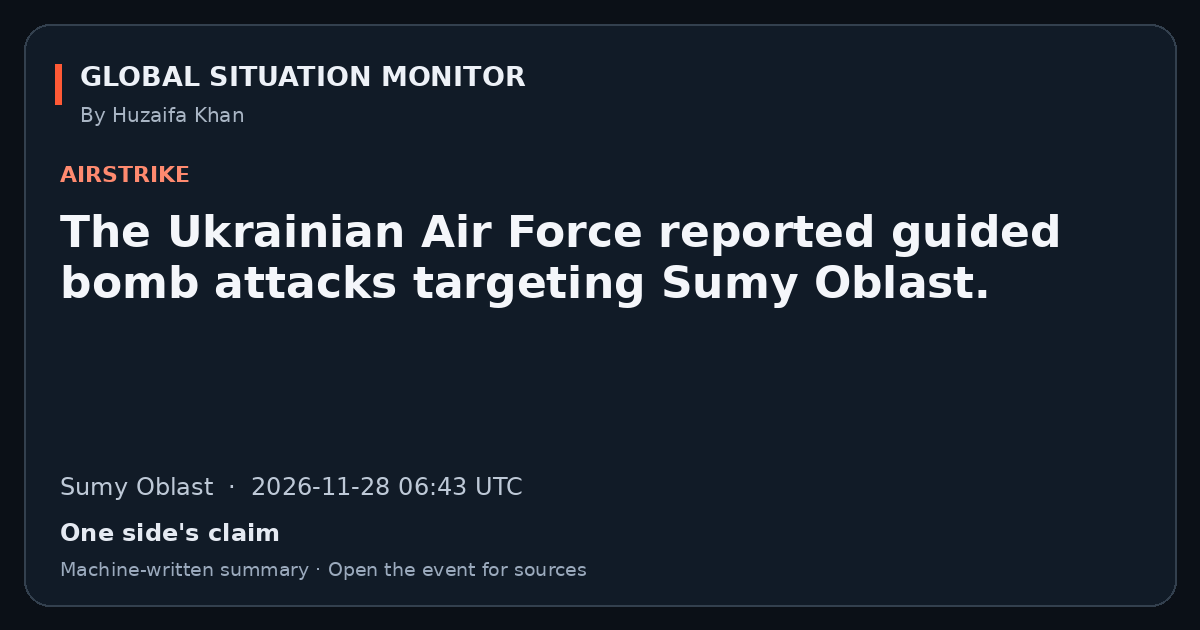 GLOBAL SITUATION MONITOR
By Huzaifa Khan
AIRSTRIKE
The Ukrainian Air Force reported guided
bomb attacks targeting Sumy Oblast.
Sumy Oblast · 2026-11-28 06:43 UTC
One side's claim
Machine-written summary · Open the event for sources